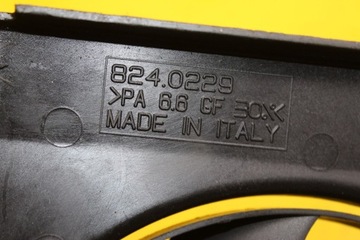 824.0229
>PA 6.6 GF 30%<
MADE IN ITALY